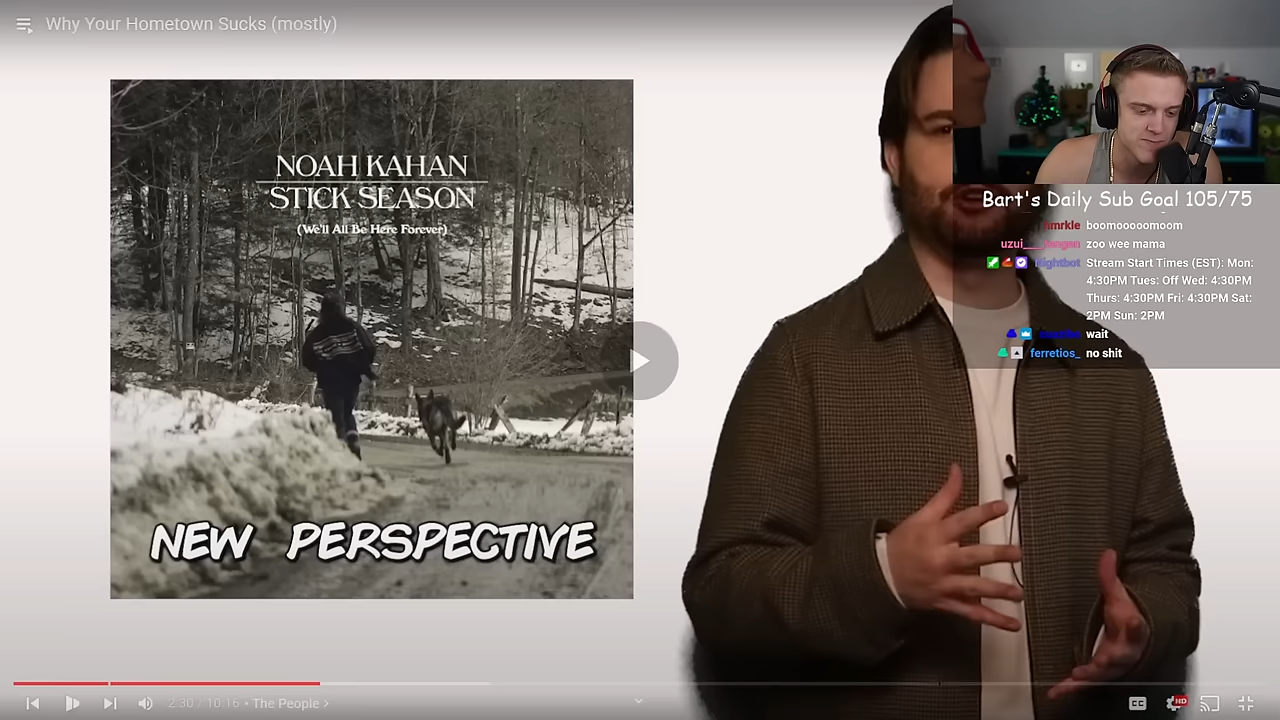 Why Your Hometown Sucks (mostly)
NOAH KAHAN
STICK SEASON
(We'll All Be Here Forever)
NEW PERSPECTIVE
Bart's Daily Sub Goal 105/75
boomooooomoom
zoo wee mama
Nightbot Stream Start Times (EST): Mon:
4:30PM Tues: Off Wed: 4:30PM
Thurs: 4:30PM Fri: 4:30PM Sat:
2PM Sun: 2PM
wait
ferretios_ no shit
2:30 / 10:16 • The People >
CC
HD